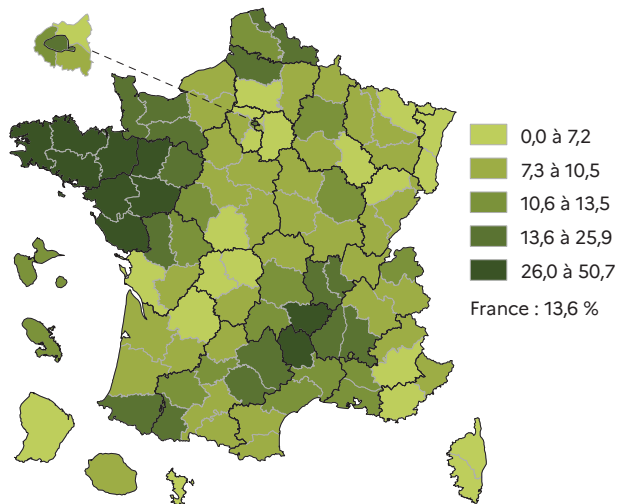 0,0 à 7,2
7,3 à 10,5
10,6 à 13,5
13,6 à 25,9
26,0 à 50,7
France : 13,6 %